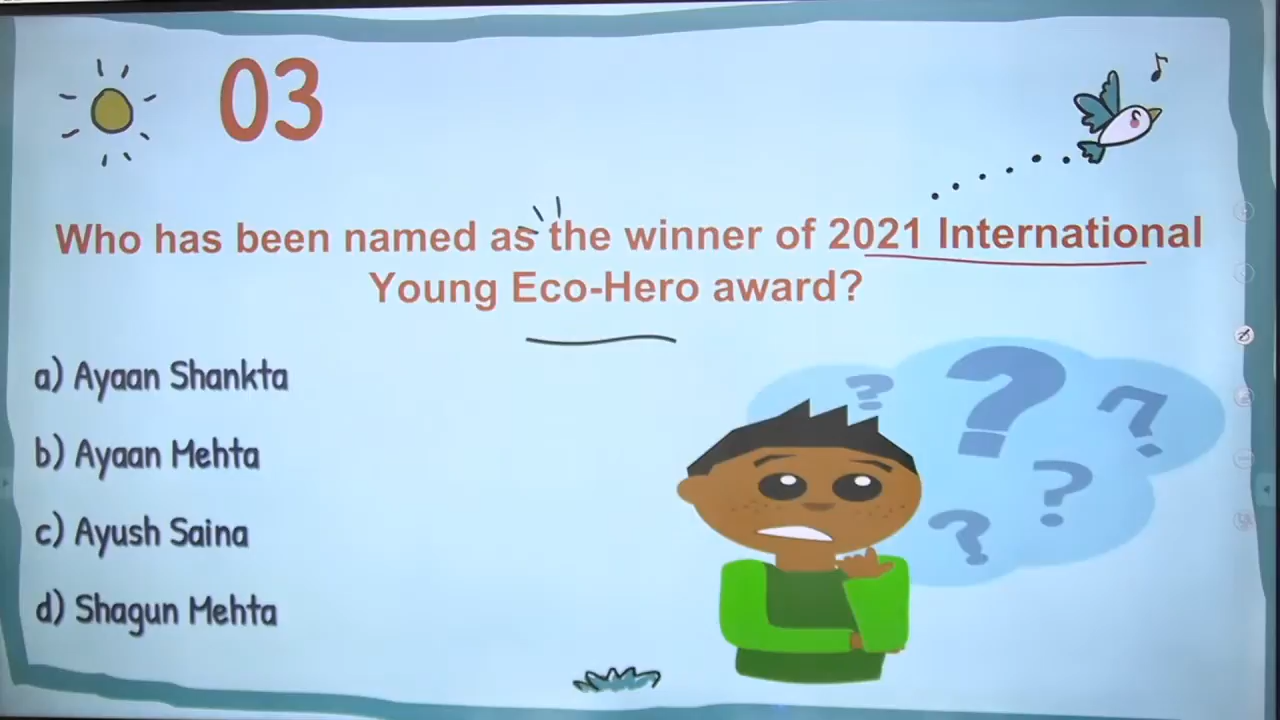 03
Who has been named as the winner of 2021 International
Young Eco-Hero award?
a) Ayaan Shankta
b) Ayaan Mehta
c) Ayush Saina
d) Shagun Mehta